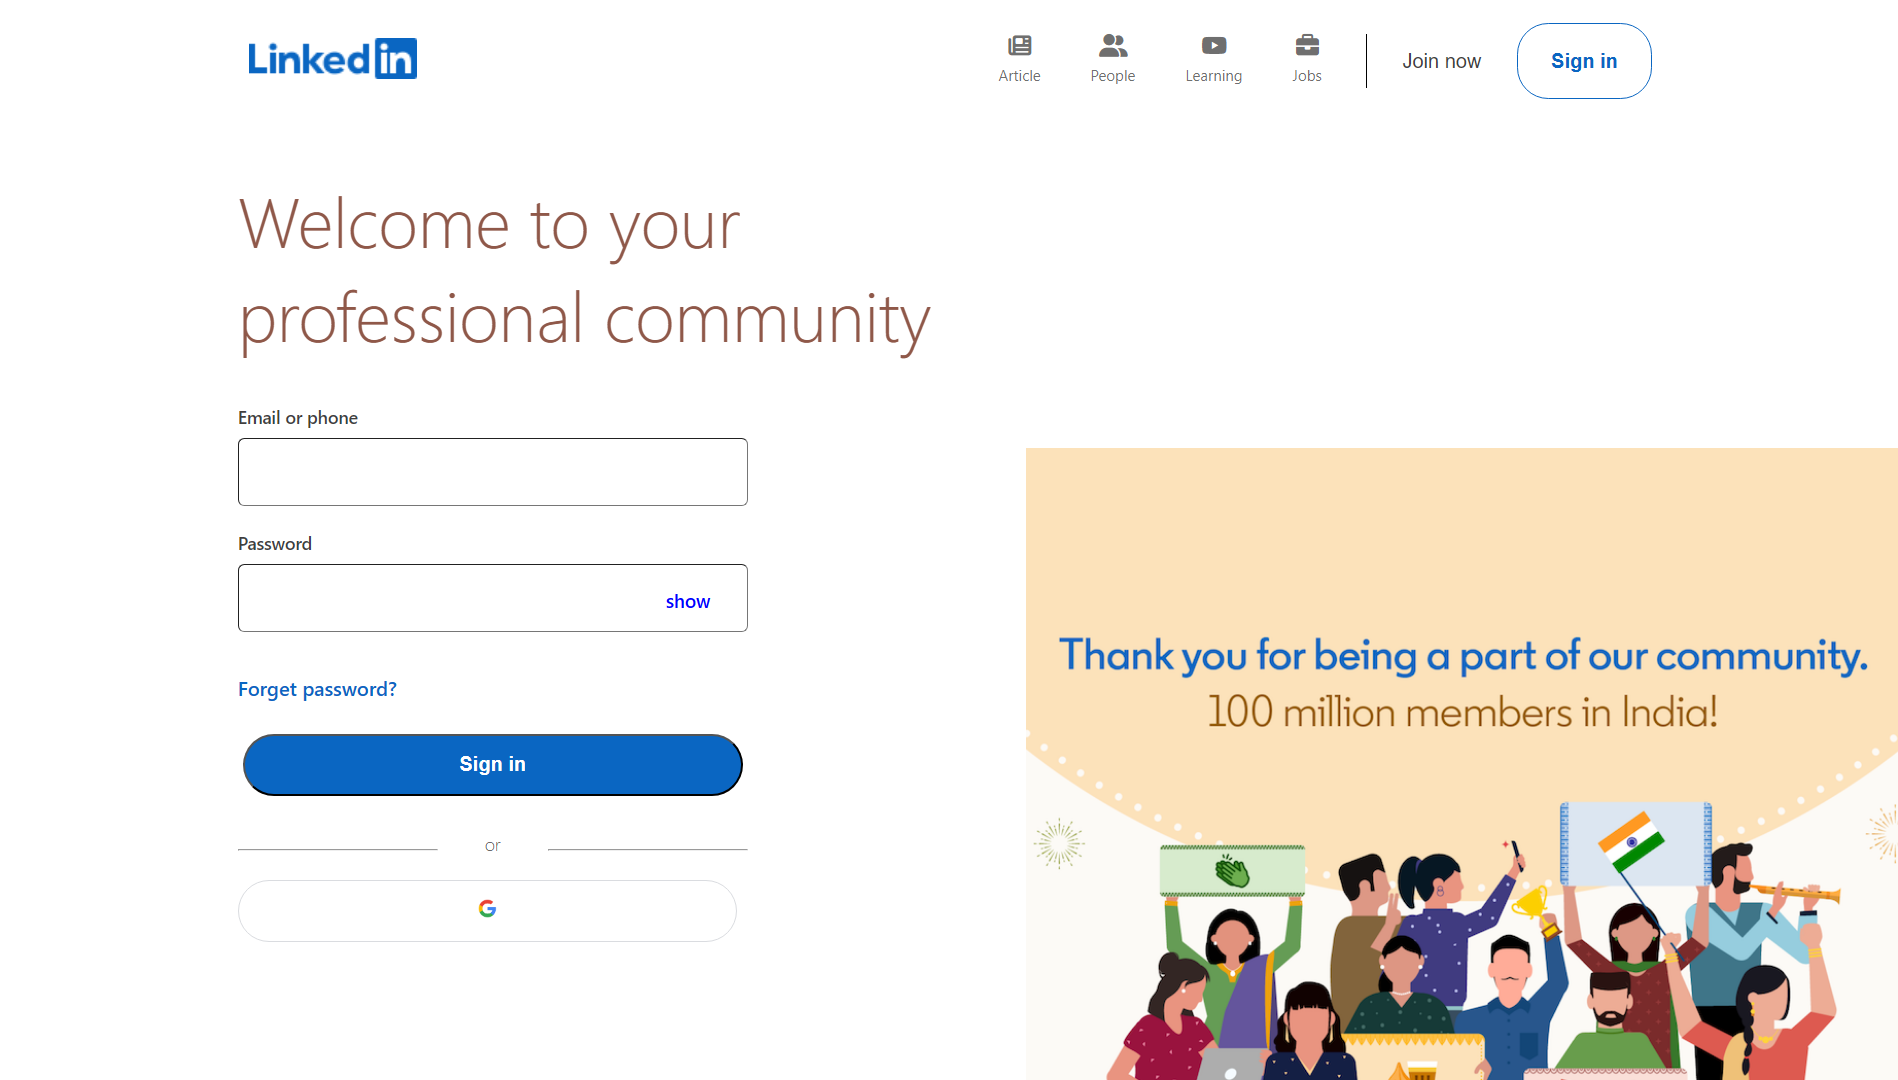 Linkedin
Article
People
Learning
Jobs
Join now
Sign in
Welcome to your
professional community
Email or phone
Password
show
Forget password?
Sign in
or
Thank you for being a part of our community.
100 million members in India!